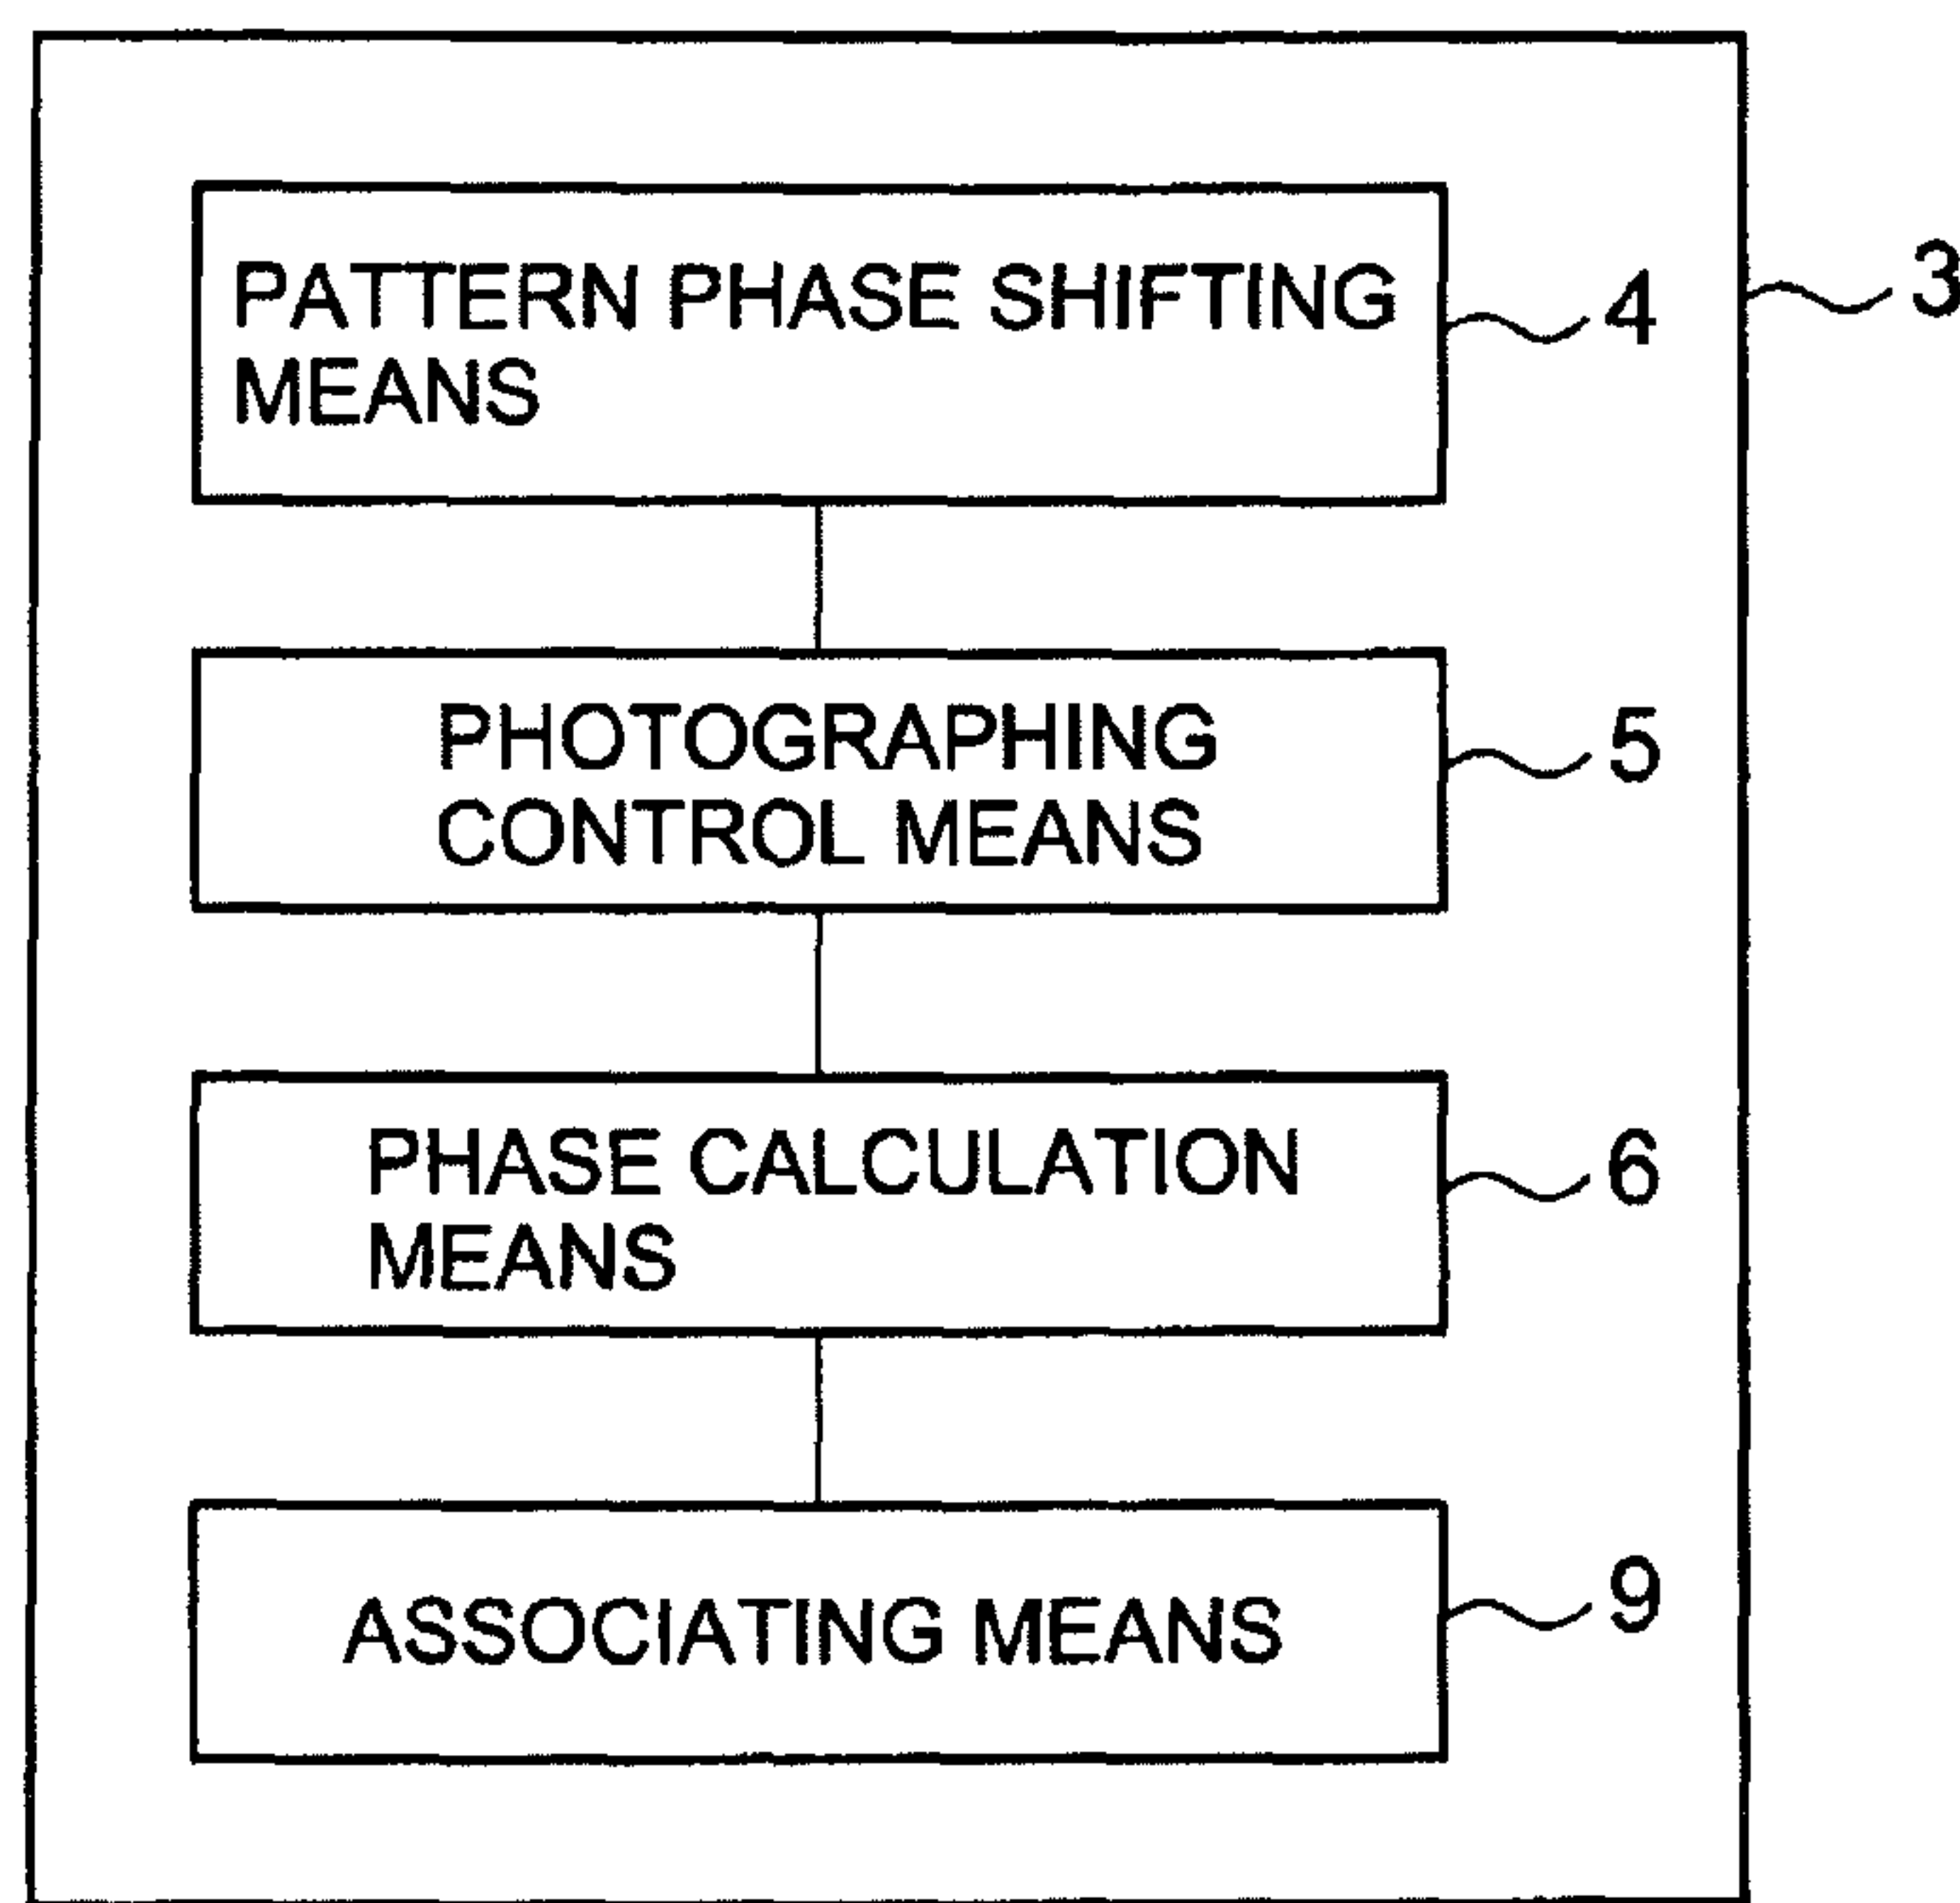 3
PATTERN PHASE SHIFTING
MEANS
4
PHOTOGRAPHING
CONTROL MEANS
5
PHASE CALCULATION
MEANS
6
ASSOCIATING MEANS
9